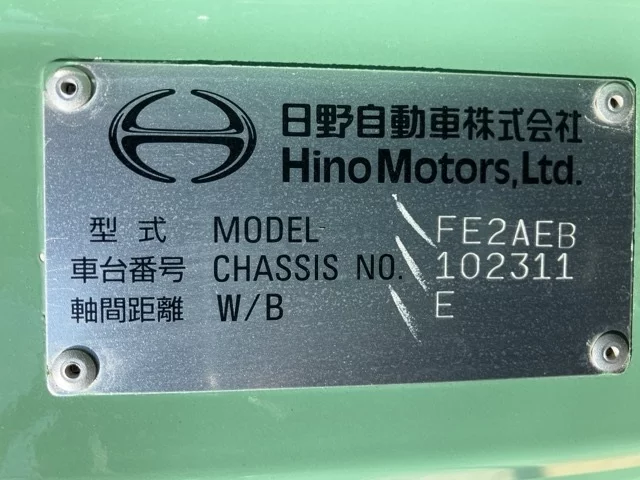 日野自動車株式会社
Hino Motors, Ltd.
型式 MODEL FE2AEB
車台番号 CHASSIS NO. 102311
軸間距離 W/B E